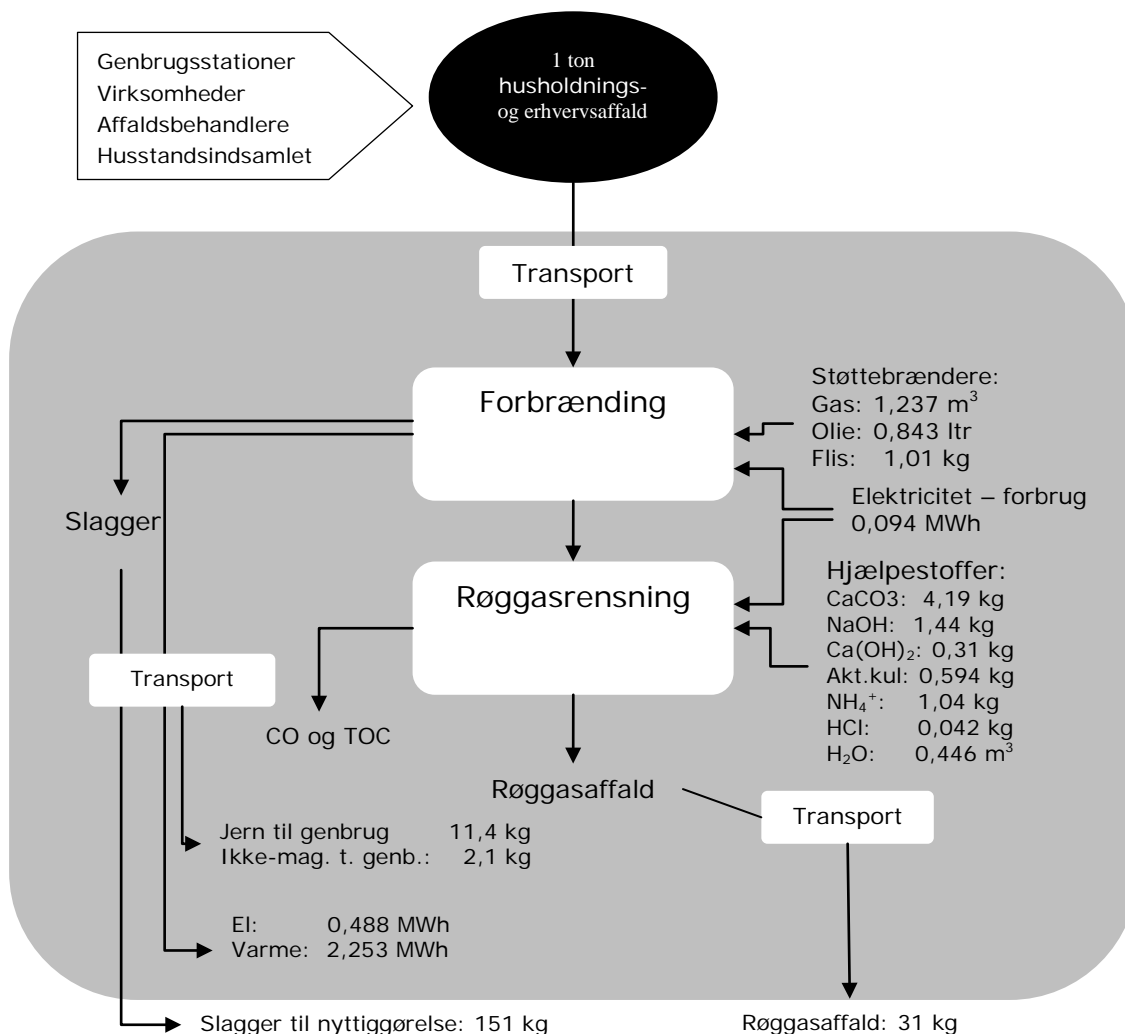 Genbrugsstationer
Virksomheder
Affaldsbehandlere
Husstandsindsamlet
1 ton
husholdnings-
og erhvervsaffald
Transport
Forbrænding
Støttebrændere:
Gas: 1,237 m³
Olie: 0,843 ltr
Flis: 1,01 kg
Elektricitet – forbrug
0,094 MWh
Slagger
Røggasrensning
Hjælpestoffer:
CaCO3: 4,19 kg
NaOH: 1,44 kg
Ca(OH)₂: 0,31 kg
Akt.kul: 0,594 kg
NH₄⁺: 1,04 kg
HCl: 0,042 kg
H₂O: 0,446 m³
Transport
CO og TOC
Røggasaffald
Transport
Jern til genbrug 11,4 kg
Ikke-mag. t. genb.: 2,1 kg
El: 0,488 MWh
Varme: 2,253 MWh
Slagger til nyttiggørelse: 151 kg
Røggasaffald: 31 kg